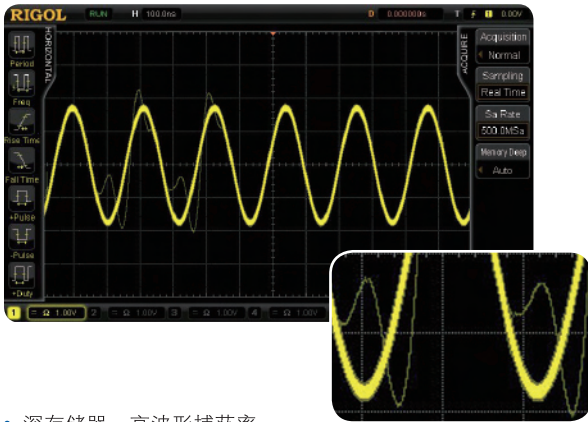 RIGOL RUN H 100.0ns D 0.000000s T 0.00V
HORIZONTAL
Period
Freq
Rise Time
Fall Time
+Pulse
-Pulse
+Duty
ACQUIRE
Acquisition
Normal
Sampling
Real Time
Sa Rate
500.0MSa
Memory Deep
Auto
1 = Ω 1.00V 2 = Ω 1.00V 3 = Ω 1.00V 4 = Ω 1.00V